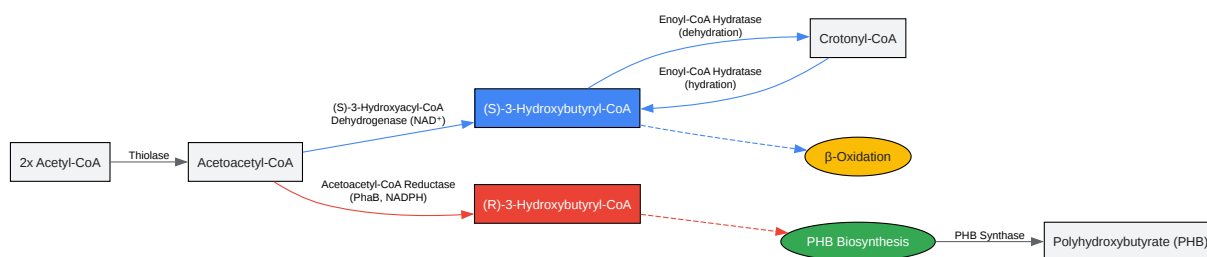 Enoyl-CoA Hydratase
(dehydration)
Crotonyl-CoA
Enoyl-CoA Hydratase
(hydration)
(S)-3-Hydroxyacyl-CoA
Dehydrogenase (NAD⁺)
(S)-3-Hydroxybutyryl-CoA
2x Acetyl-CoA
Thiolase
Acetoacetyl-CoA
β-Oxidation
Acetoacetyl-CoA Reductase
(PhaB, NADPH)
(R)-3-Hydroxybutyryl-CoA
PHB Biosynthesis
PHB Synthase
Polyhydroxybutyrate (PHB)